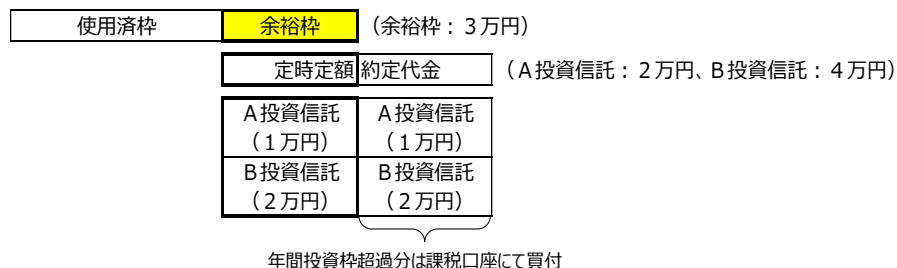 使用済枠 余裕枠 (余裕枠:3万円)
定時定額 約定代金 (A投資信託:2万円、B投資信託:4万円)
A投資信託 A投資信託
(1万円) (1万円)
B投資信託 B投資信託
(2万円) (2万円)
年間投資枠超過分は課税口座にて買付